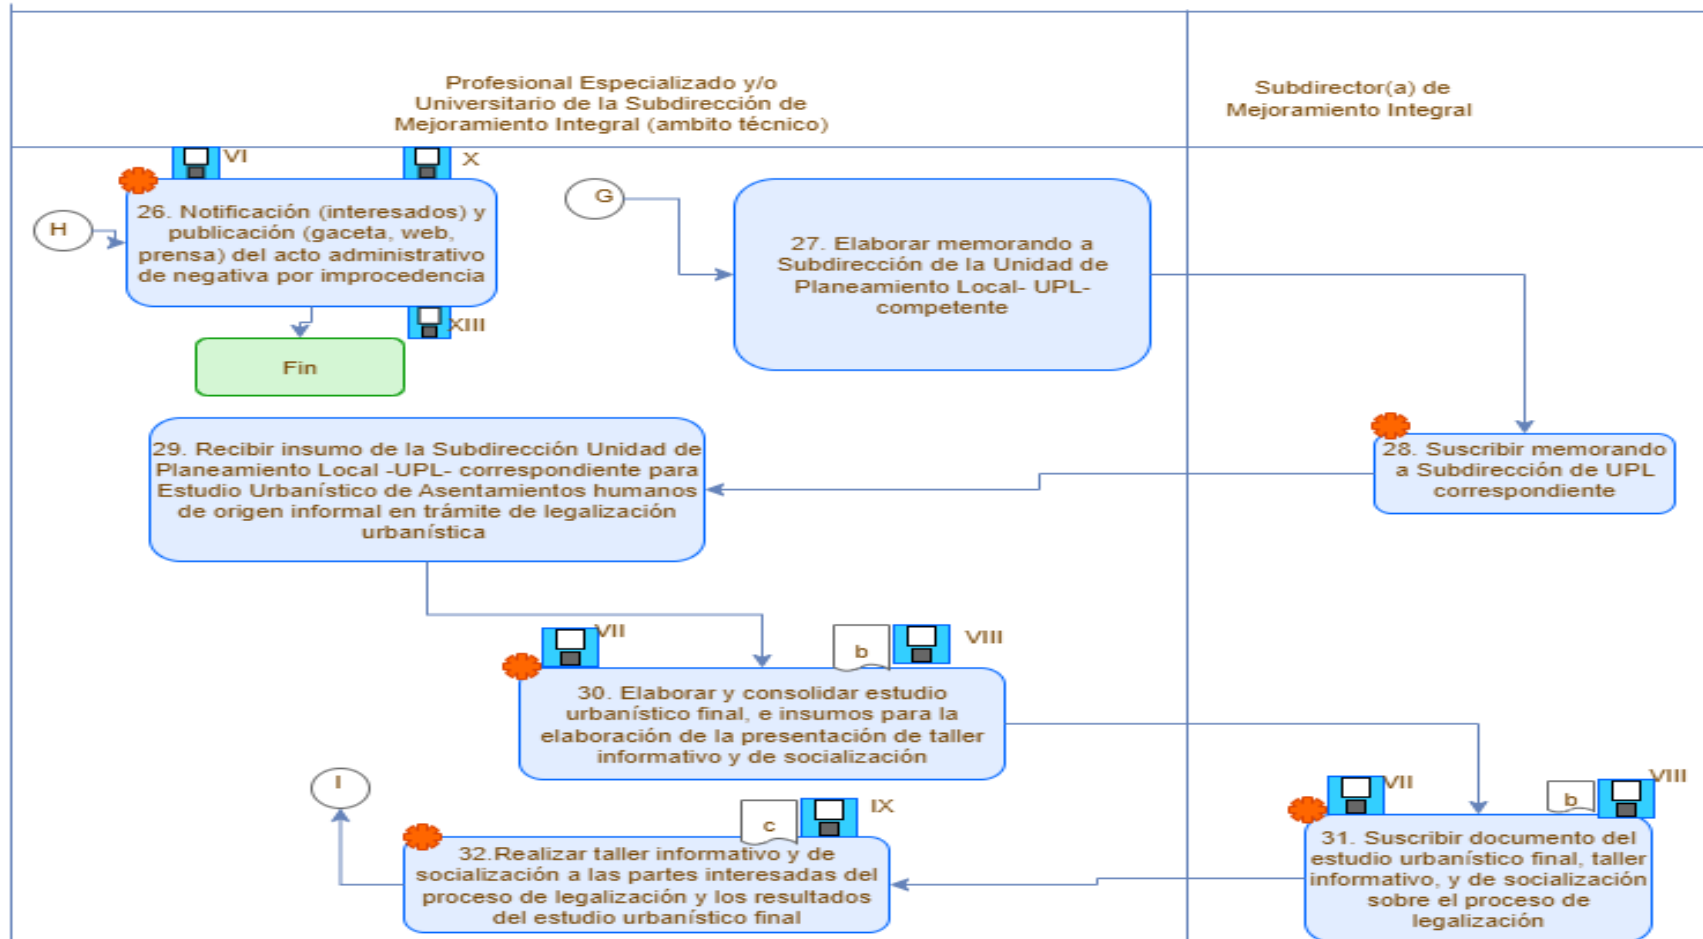 Profesional Especializado y/o
Universitario de la Subdirección de
Mejoramiento Integral (ambito técnico)
Subdirector(a) de
Mejoramiento Integral
VI
X
H
26. Notificación (interesados) y
publicación (gaceta, web,
prensa) del acto administrativo
de negativa por improcedencia
XIII
Fin
G
27. Elaborar memorando a
Subdirección de la Unidad de
Planeamiento Local- UPL-
competente
28. Suscribir memorando
a Subdirección de UPL
correspondiente
29. Recibir insumo de la Subdirección Unidad de
Planeamiento Local -UPL- correspondiente para
Estudio Urbanístico de Asentamientos humanos
de origen informal en trámite de legalización
urbanística
VII
b
VIII
30. Elaborar y consolidar estudio
urbanístico final, e insumos para la
elaboración de la presentación de taller
informativo y de socialización
VII
b
VIII
31. Suscribir documento del
estudio urbanístico final, taller
informativo, y de socialización
sobre el proceso de
legalización
I
c
IX
32.Realizar taller informativo y de
socialización a las partes interesadas del
proceso de legalización y los resultados
del estudio urbanístico final